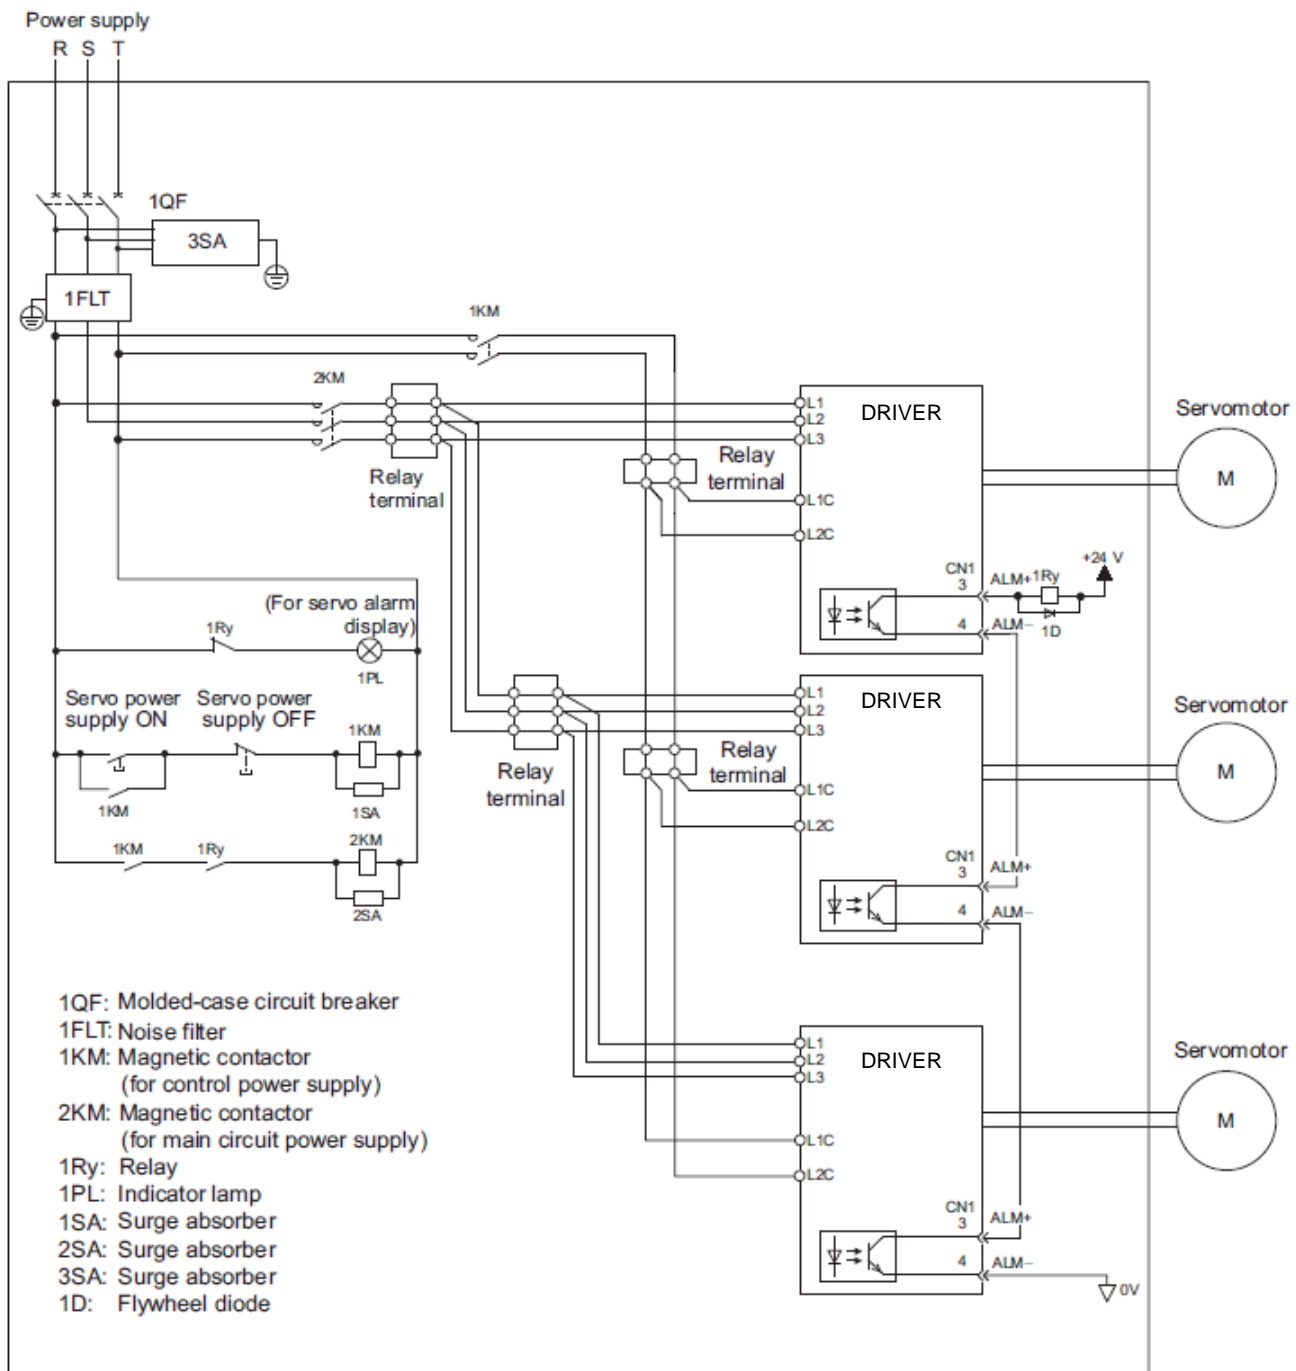 Power supply
R S T
1QF
3SA
1FLT
1KM
2KM
Relay
terminal
L1
L2
L3
DRIVER
Servomotor
M
Relay
terminal
L1C
L2C
CN1
3
ALM+
1Ry
+24 V
4
ALM−
1D
(For servo alarm
display)
1Ry
1PL
Servo power
supply ON
Servo power
supply OFF
1KM
1SA
1KM
1KM
1Ry
2KM
2SA
Relay
terminal
L1
L2
L3
DRIVER
Servomotor
M
Relay
terminal
L1C
L2C
CN1
3
ALM+
4
ALM−
L1
L2
L3
DRIVER
Servomotor
M
L1C
L2C
CN1
3
ALM+
4
ALM−
0V
1QF: Molded-case circuit breaker
1FLT: Noise filter
1KM: Magnetic contactor
(for control power supply)
2KM: Magnetic contactor
(for main circuit power supply)
1Ry: Relay
1PL: Indicator lamp
1SA: Surge absorber
2SA: Surge absorber
3SA: Surge absorber
1D: Flywheel diode